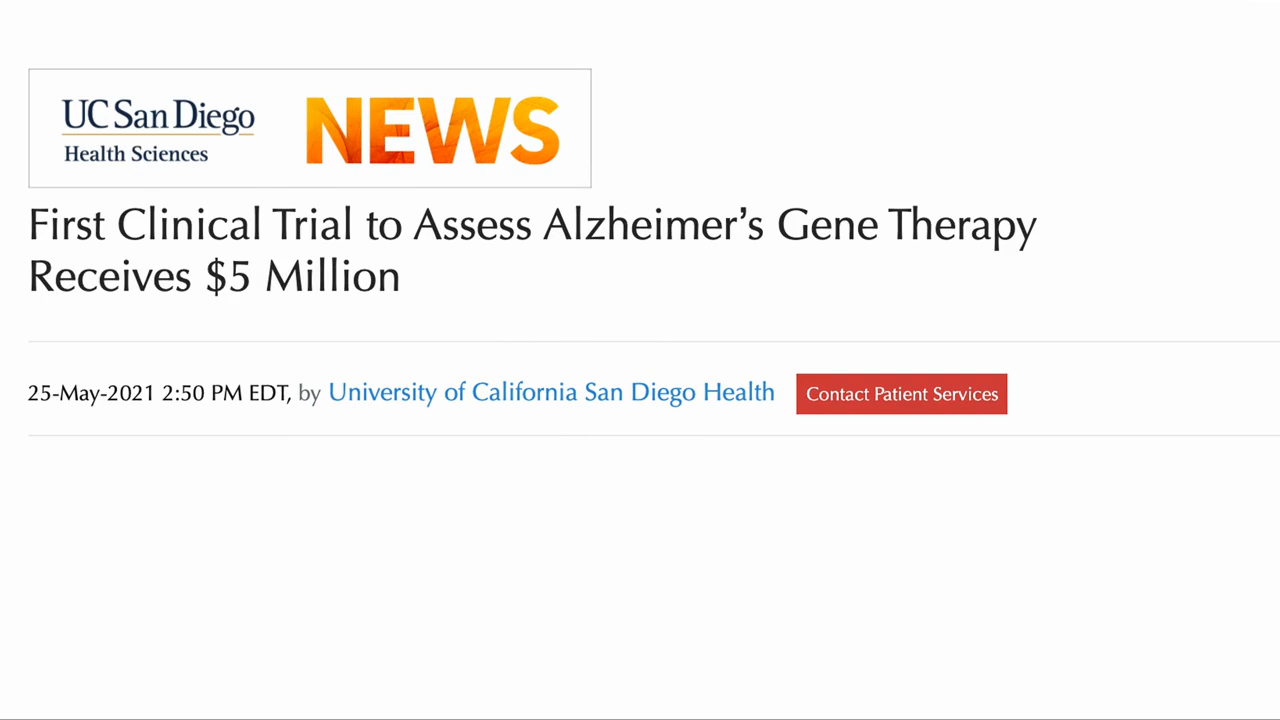 UC San Diego
Health Sciences
NEWS
First Clinical Trial to Assess Alzheimer’s Gene Therapy
Receives $5 Million
25-May-2021 2:50 PM EDT, by University of California San Diego Health
Contact Patient Services